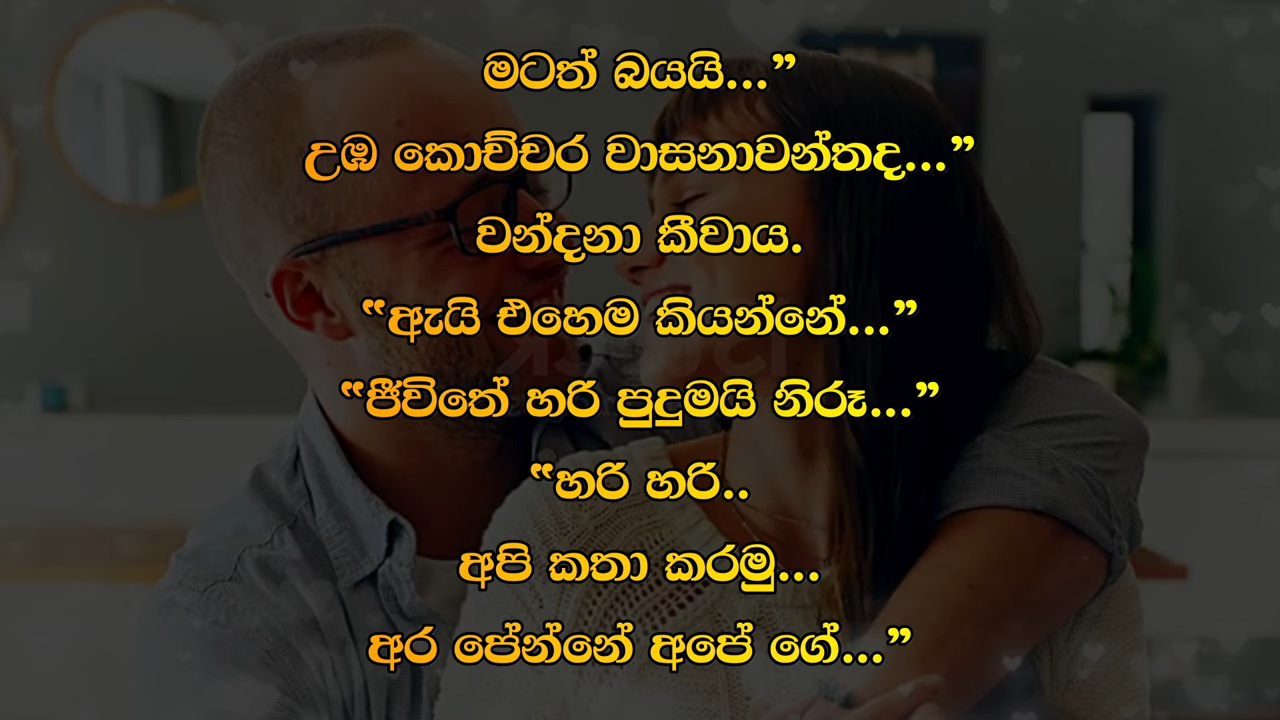 මටත් බයයි...”
උඹ කොච්චර වාසනාවන්තද...”
වන්දනා කීවාය.
“ඇයි එහෙම කියන්නේ...”
“ජීවිතේ හරි පුදුමයි නිරූ...”
“හරි හරි..
අපි කතා කරමු...
අර පේන්නේ අපේ ගේ...”